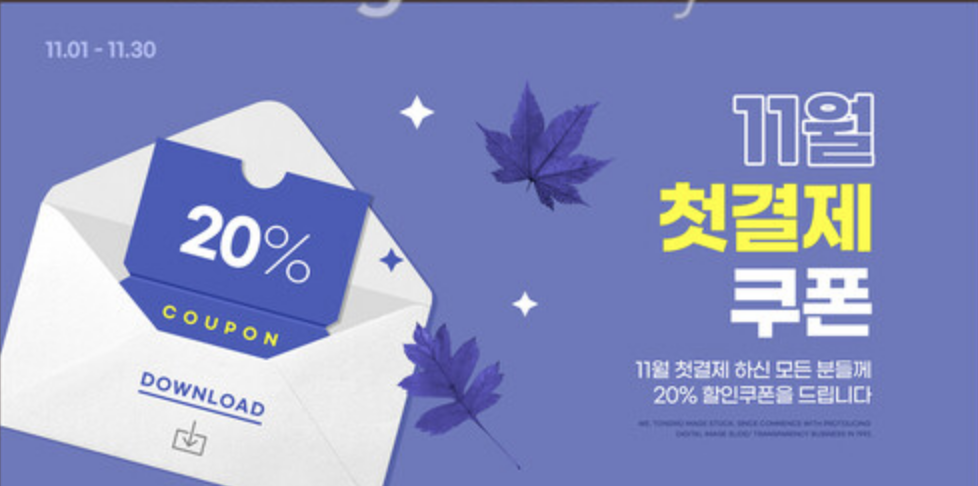 11.01 - 11.30
20%
COUPON
DOWNLOAD
11월
첫결제
쿠폰
11월 첫결제 하신 모든 분들께
20% 할인쿠폰을 드립니다